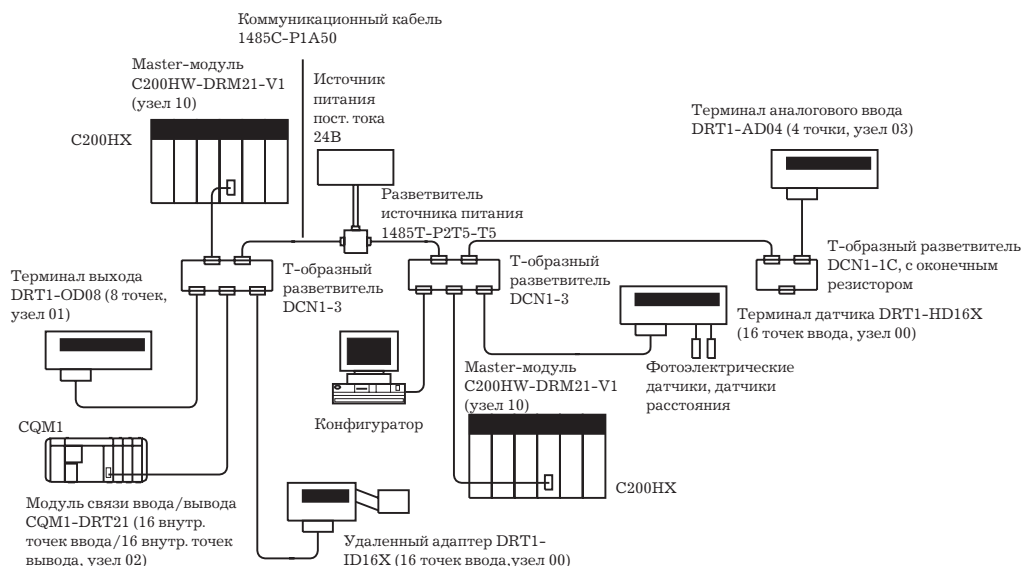 Коммуникационный кабель
1485C-P1A50
Master-модуль
C200HW-DRM21-V1
(узел 10)
C200HX
Источник
питания
пост. тока
24В
Терминал аналогового ввода
DRT1-AD04 (4 точки, узел 03)
Разветвитель
источника питания
1485T-P2T5-T5
Т-образный
разветвитель
DCN1-3
Т-образный
разветвитель
DCN1-3
Т-образный разветвитель
DCN1-1C, с оконечным
резистором
Терминал выхода
DRT1-OD08 (8 точек,
узел 01)
Терминал датчика DRT1-HD16X
(16 точек ввода, узел 00)
Фотоэлектрические
датчики, датчики
расстояния
Master-модуль
C200HW-DRM21-V1
(узел 10)
C200HX
Конфигуратор
CQM1
Модуль связи ввода/вывода
CQM1-DRT21 (16 внутр.
точек ввода/16 внутр. точек
вывода, узел 02)
Удаленный адаптер DRT1-
ID16X (16 точек ввода,узел 00)